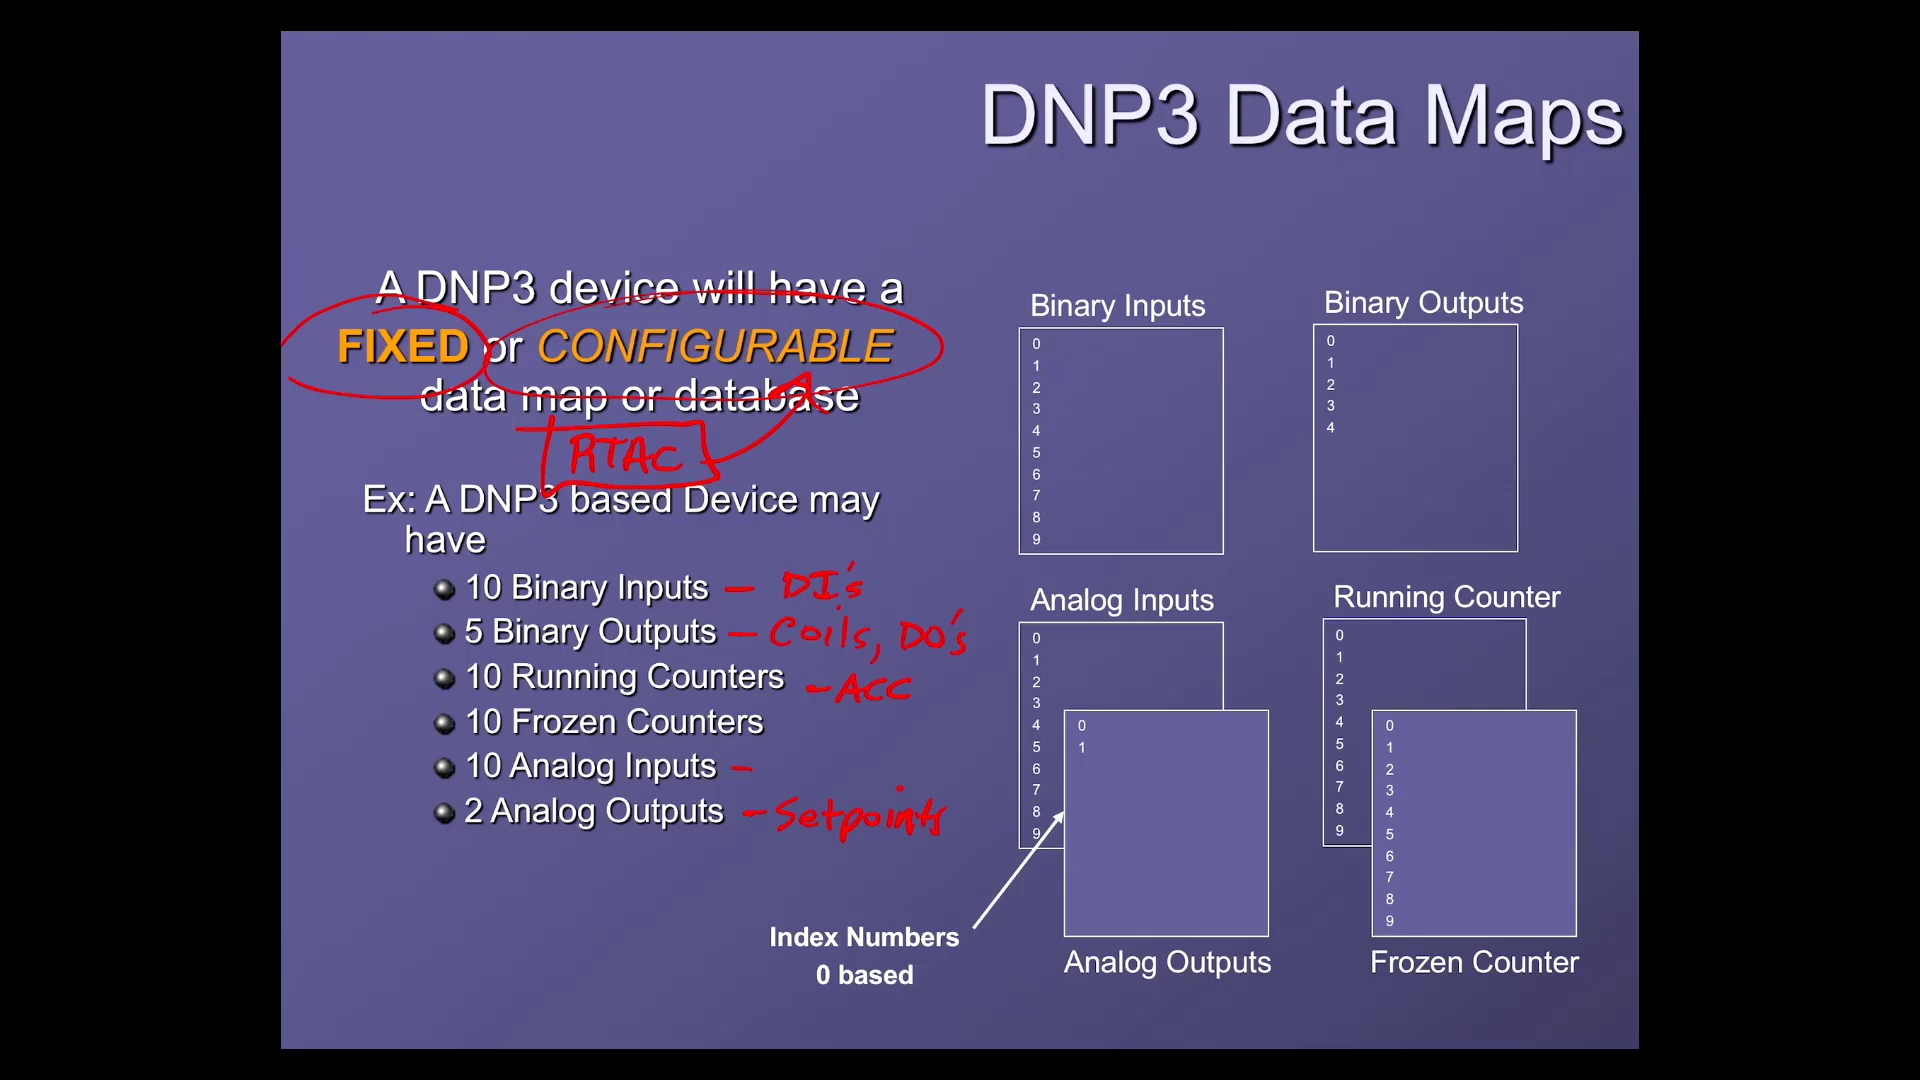 DNP3 Data Maps
A DNP3 device will have a
FIXED or CONFIGURABLE
data map or database
RTAC
Ex: A DNP3 based Device may
have
10 Binary Inputs – DI's
5 Binary Outputs – Coils, DO's
10 Running Counters – ACC
10 Frozen Counters
10 Analog Inputs –
2 Analog Outputs – Setpoints
Index Numbers
0 based
Binary Inputs
0
1
2
3
4
5
6
7
8
9
Binary Outputs
0
1
2
3
4
Analog Inputs
0
1
2
3
4
5
6
7
8
9
0
1
Analog Outputs
Running Counter
0
1
2
3
4
5
6
7
8
9
0
1
2
3
4
5
6
7
8
9
Frozen Counter